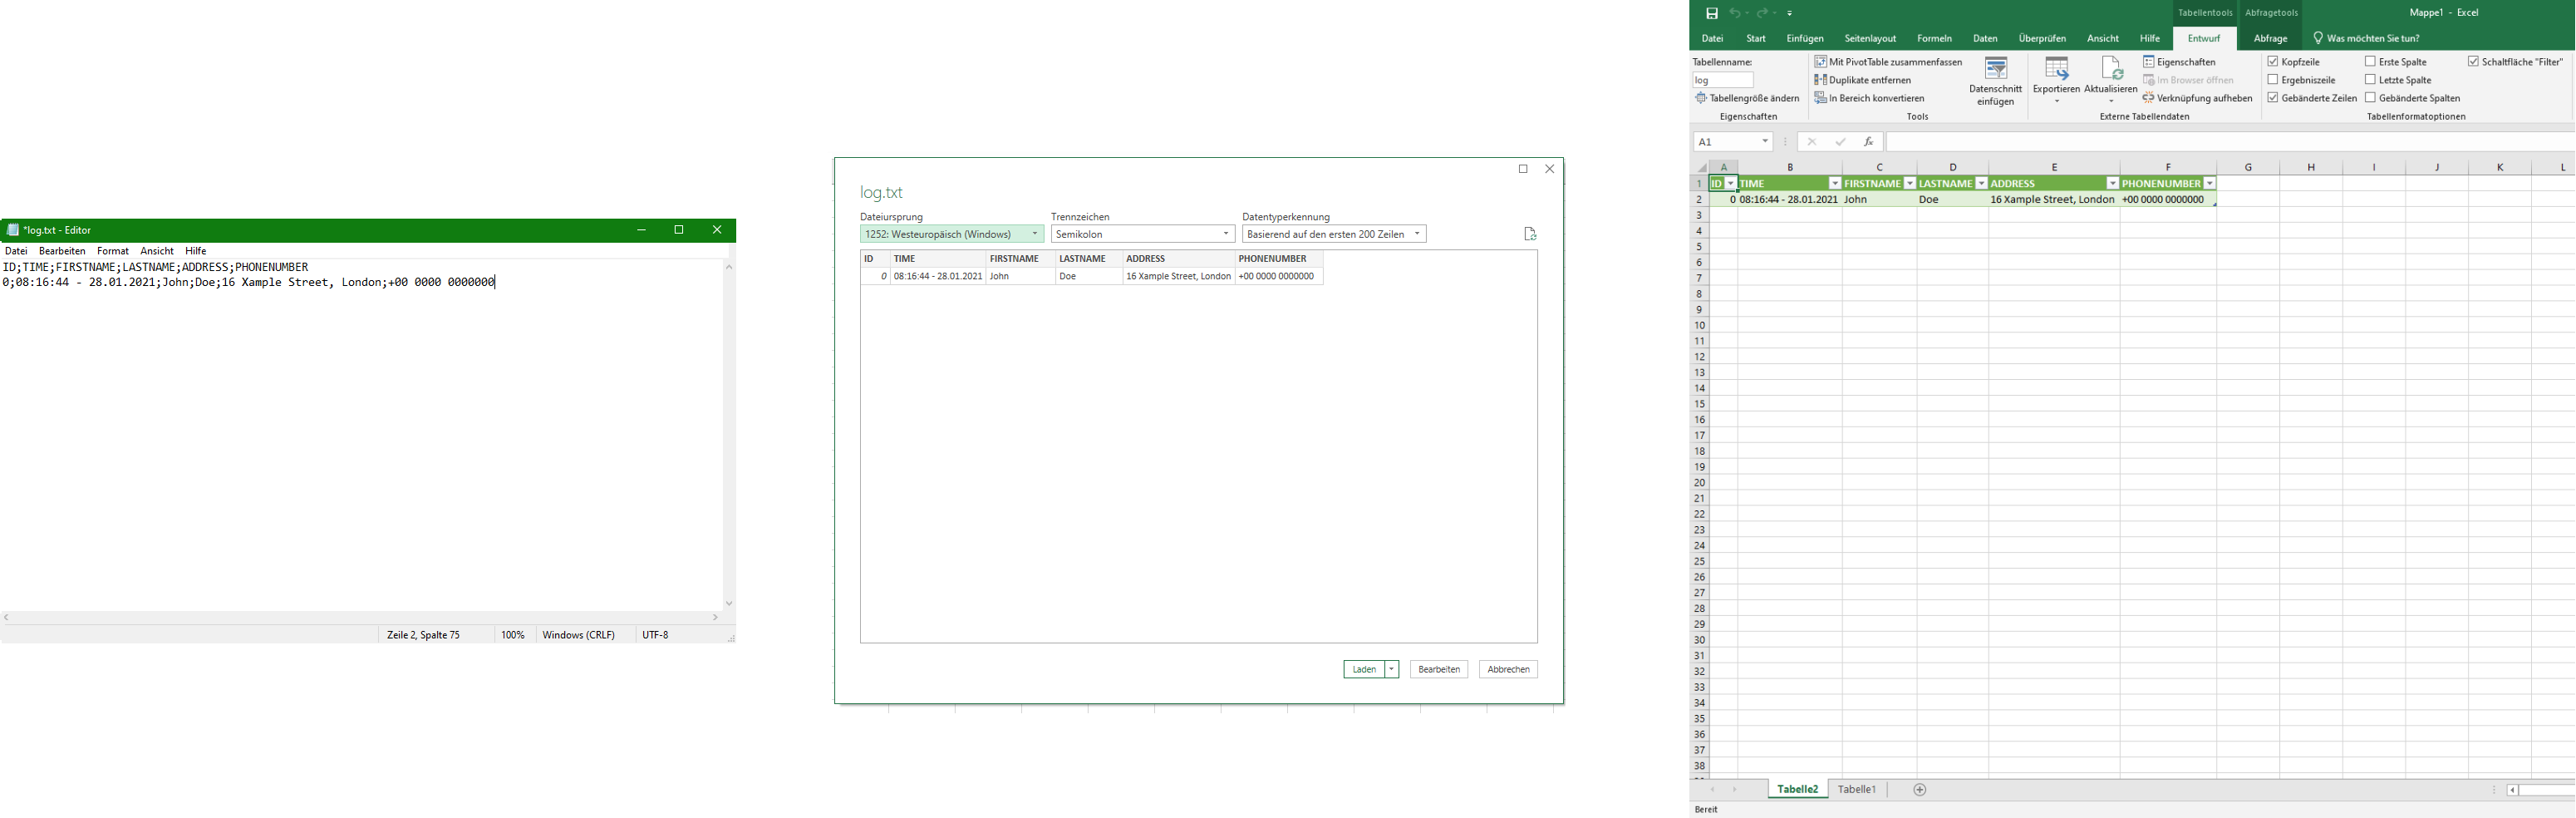 *log.txt - Editor
Datei Bearbeiten Format Ansicht Hilfe
ID;TIME;FIRSTNAME;LASTNAME;ADDRESS;PHONENUMBER
0;08:16:44 - 28.01.2021;John;Doe;16 Xample Street, London;+00 0000 0000000
Zeile 2, Spalte 75 100% Windows (CRLF) UTF-8
log.txt
Dateiursprung Trennzeichen Datentyperkennung
1252: Westeuropäisch (Windows) Semikolon Basierend auf den ersten 200 Zeilen
ID TIME FIRSTNAME LASTNAME ADDRESS PHONENUMBER
0 08:16:44 - 28.01.2021 John Doe 16 Xample Street, London +00 0000 0000000
Laden Bearbeiten Abbrechen
Tabellentools Abfragetools Mappe1 - Excel
Datei Start Einfügen Seitenlayout Formeln Daten Überprüfen Ansicht Hilfe Entwurf Abfrage Was möchten Sie tun?
Tabellenname:
log
Tabellengröße ändern
Eigenschaften
Mit PivotTable zusammenfassen
Duplikate entfernen
In Bereich konvertieren
Datenschnitt
einfügen
Tools
Exportieren
Aktualisieren
Eigenschaften
Im Browser öffnen
Verknüpfung aufheben
Externe Tabellendaten
Kopfzeile Erste Spalte Schaltfläche "Filter"
Ergebniszeile Letzte Spalte
Gebänderte Zeilen Gebänderte Spalten
Tabellenformatoptionen
A1 fx
A B C D E F G H I J K L
1 ID TIME FIRSTNAME LASTNAME ADDRESS PHONENUMBER
2 0 08:16:44 - 28.01.2021 John Doe 16 Xample Street, London +00 0000 0000000
3
4
5
6
7
8
9
10
11
12
13
14
15
16
17
18
19
20
21
22
23
24
25
26
27
28
29
30
31
32
33
34
35
36
37
38
Tabelle2 Tabelle1
Bereit